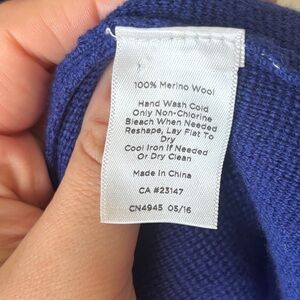 100% Merino Wool
Hand Wash Cold
Only Non-Chlorine
Bleach When Needed
Reshape, Lay Flat To
Dry
Cool Iron If Needed
Or Dry Clean
Made In China
CA #23147
CN4945 05/16